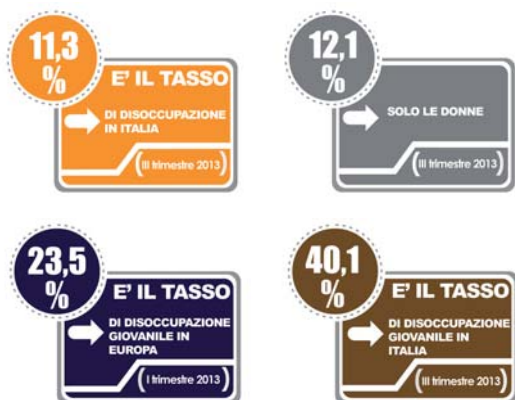 11,3
%
E' IL TASSO
DI DISOCCUPAZIONE
IN ITALIA
(III trimestre 2013)
12,1
%
SOLO LE DONNE
(III trimestre 2013)
23,5
%
E' IL TASSO
DI DISOCCUPAZIONE
GIOVANILE IN
EUROPA
(I trimestre 2013)
40,1
%
E' IL TASSO
DI DISOCCUPAZIONE
GIOVANILE IN
ITALIA
(III trimestre 2013)